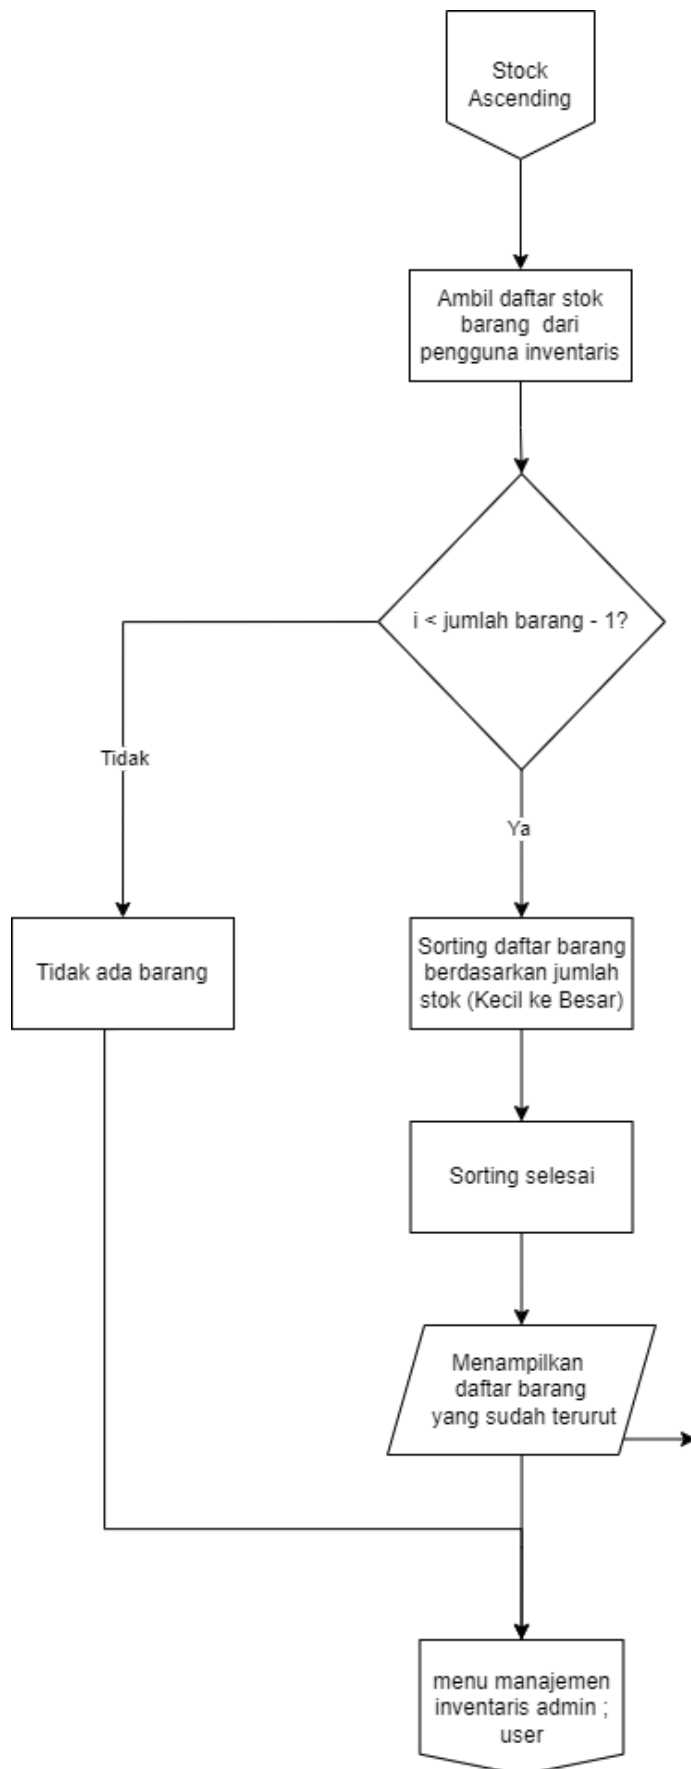 Stock
Ascending
Ambil daftar stok
barang dari
pengguna inventaris
i < jumlah barang - 1?
Tidak
Ya
Tidak ada barang
Sorting daftar barang
berdasarkan jumlah
stok (Kecil ke Besar)
Sorting selesai
Menampilkan
daftar barang
yang sudah terurut
menu manajemen
inventaris admin ;
user